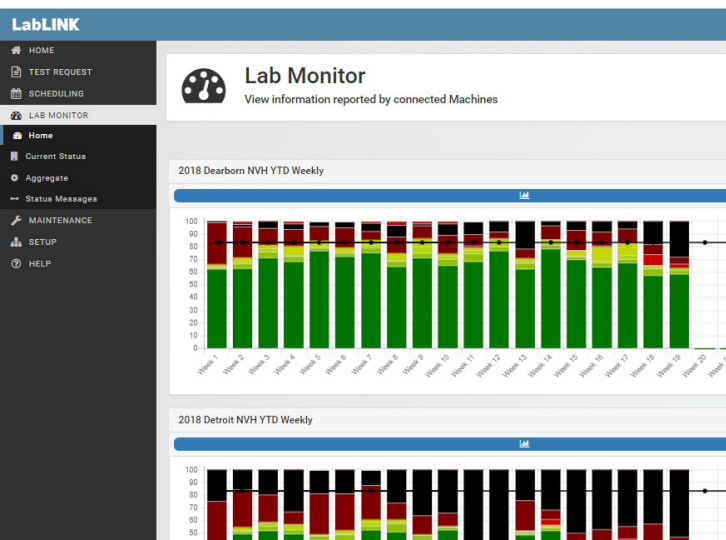 LabLINK
HOME
TEST REQUEST
SCHEDULING
LAB MONITOR
Home
Current Status
Aggregate
Status Messages
MAINTENANCE
SETUP
HELP
Lab Monitor
View information reported by connected Machines
2018 Dearborn NVH YTD Weekly
100
90
80
70
60
50
40
30
20
10
0
Week 1
Week 2
Week 3
Week 4
Week 5
Week 6
Week 7
Week 8
Week 9
Week 10
Week 11
Week 12
Week 13
Week 14
Week 15
Week 16
Week 17
Week 18
Week 19
Week 20
2018 Detroit NVH YTD Weekly
100
90
80
70
60
50